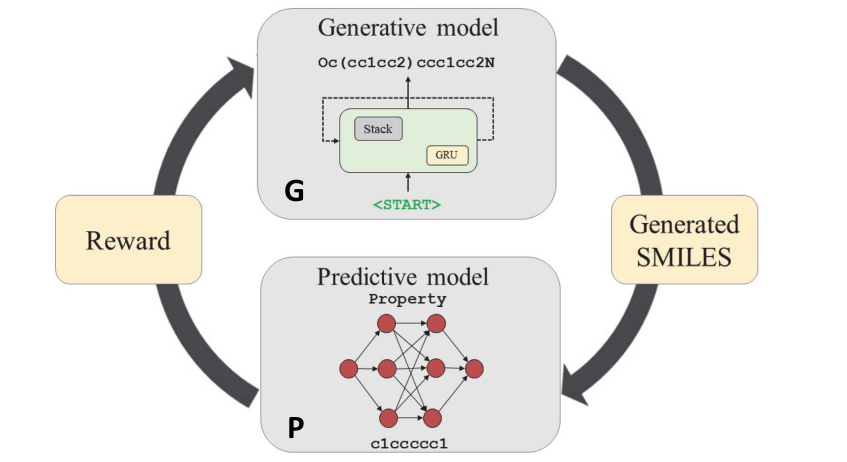 Generative model
Oc(cc1cc2)ccc1cc2N
Stack
GRU
G
<START>
Reward
Generated
SMILES
Predictive model
Property
P
c1ccccc1